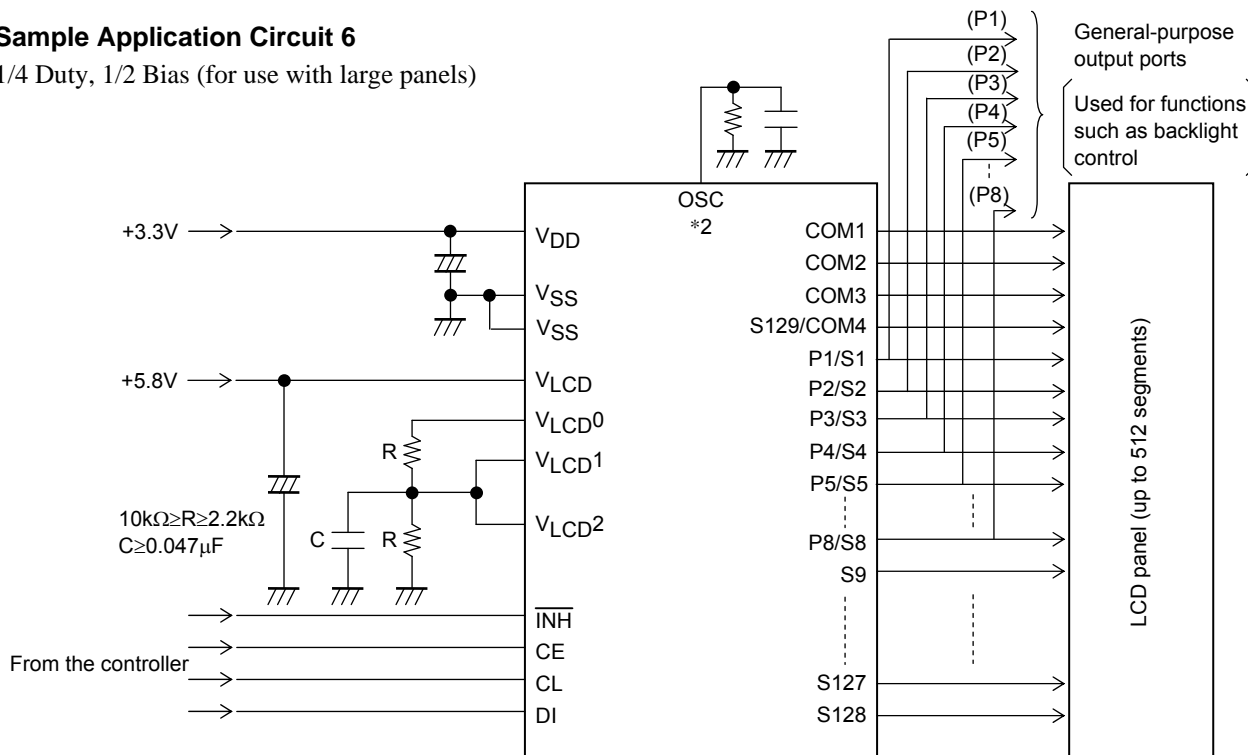 Sample Application Circuit 6
1/4 Duty, 1/2 Bias (for use with large panels)
(P1)
(P2)
(P3)
(P4)
(P5)
(P8)
General-purpose
output ports
Used for functions
such as backlight
control
OSC
*2
+3.3V
VDD
VSS
VSS
+5.8V
VLCD
VLCD0
VLCD1
VLCD2
R
R
C
10kΩ≥R≥2.2kΩ
C≥0.047μF
From the controller
INH
CE
CL
DI
COM1
COM2
COM3
S129/COM4
P1/S1
P2/S2
P3/S3
P4/S4
P5/S5
P8/S8
S9
S127
S128
LCD panel (up to 512 segments)